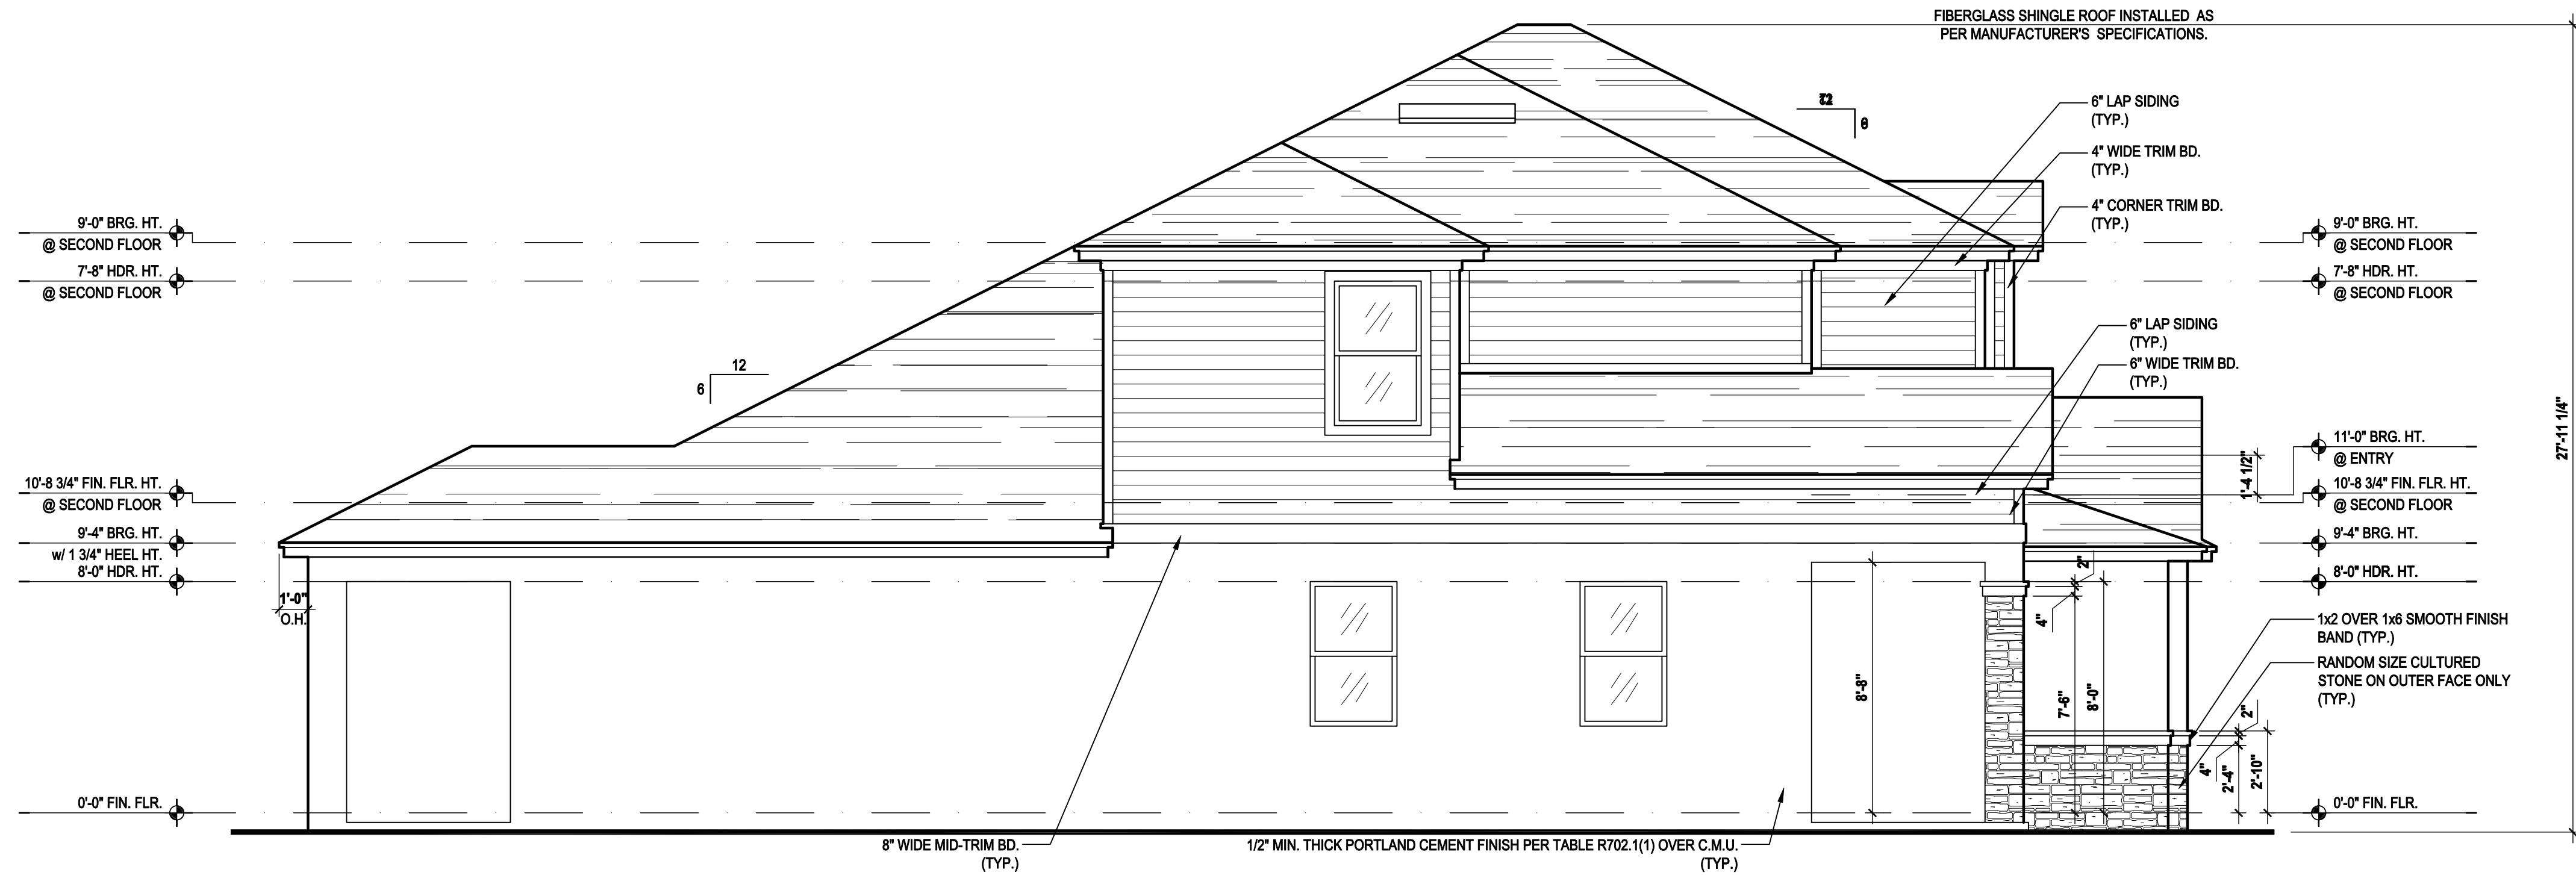 FIBERGLASS SHINGLE ROOF INSTALLED AS
PER MANUFACTURER'S SPECIFICATIONS.
6" LAP SIDING
(TYP.)
4" WIDE TRIM BD.
(TYP.)
4" CORNER TRIM BD.
(TYP.)
9'-0" BRG. HT.
@ SECOND FLOOR
7'-8" HDR. HT.
@ SECOND FLOOR
9'-0" BRG. HT.
@ SECOND FLOOR
7'-8" HDR. HT.
@ SECOND FLOOR
6" LAP SIDING
(TYP.)
6" WIDE TRIM BD.
(TYP.)
12
6
27'-11 1/4"
10'-8 3/4" FIN. FLR. HT.
@ SECOND FLOOR
9'-4" BRG. HT.
w/ 1 3/4" HEEL HT.
8'-0" HDR. HT.
1'-0"
O.H.
1'-4 1/2"
11'-0" BRG. HT.
@ ENTRY
10'-8 3/4" FIN. FLR. HT.
@ SECOND FLOOR
9'-4" BRG. HT.
8'-0" HDR. HT.
2"
4"
8'-8"
7'-6"
8'-0"
1x2 OVER 1x6 SMOOTH FINISH
BAND (TYP.)
RANDOM SIZE CULTURED
STONE ON OUTER FACE ONLY
(TYP.)
2"
4"
2'-4"
2'-10"
0'-0" FIN. FLR.
0'-0" FIN. FLR.
8" WIDE MID-TRIM BD.
(TYP.)
1/2" MIN. THICK PORTLAND CEMENT FINISH PER TABLE R702.1(1) OVER C.M.U.
(TYP.)